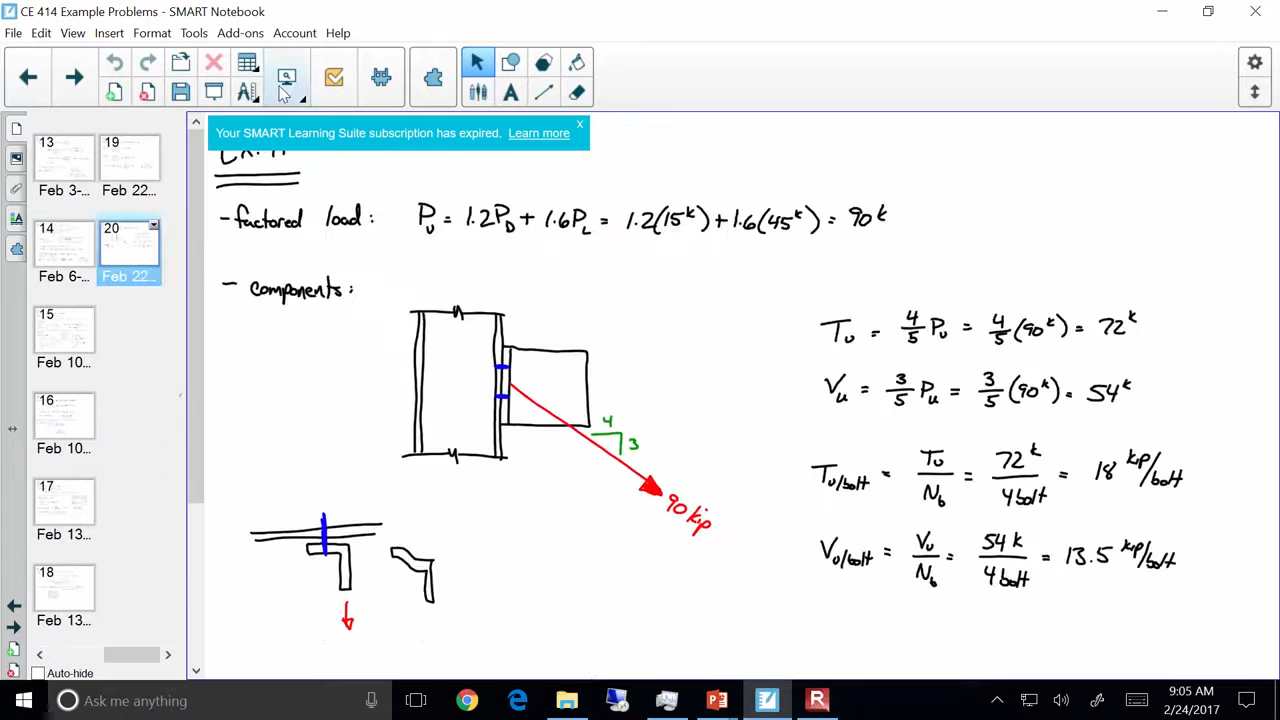 CE 414 Example Problems - SMART Notebook
File Edit View Insert Format Tools Add-ons Account Help
Your SMART Learning Suite subscription has expired. Learn more x
13
Feb 3-...
19
Feb 22...
14
Feb 6-...
20
Feb 22...
15
Feb 10...
16
Feb 10...
17
Feb 13...
18
Feb 13...
Auto-hide
- factored load: Pu = 1.2PD + 1.6PL = 1.2(15k) + 1.6(45k) = 90k
- components:
4
3
90 kip
Tu = 4/5 Pu = 4/5 (90k) = 72k
Vu = 3/5 Pu = 3/5 (90k) = 54k
Tu/bolt = Tu/Nb = 72k/4bolt = 18 kip/bolt
Vu/bolt = Vu/Nb = 54k/4bolt = 13.5 kip/bolt
Ask me anything
9:05 AM
2/24/2017